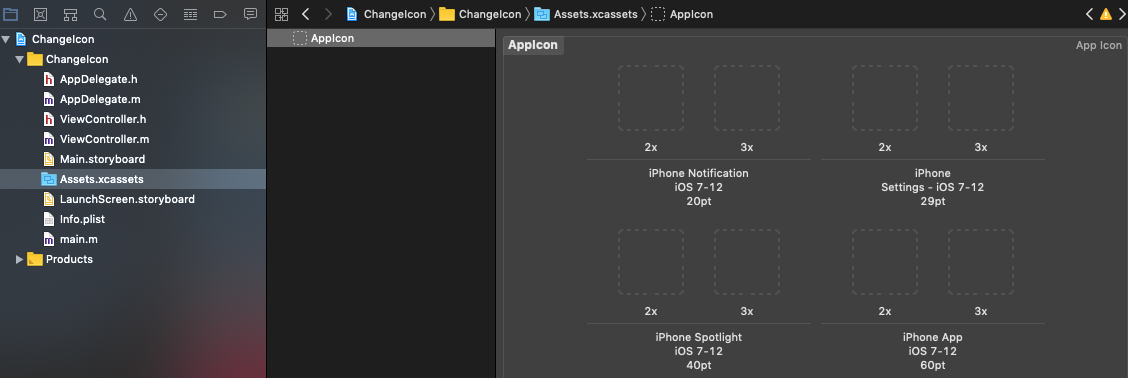 ChangeIcon
ChangeIcon
AppDelegate.h
AppDelegate.m
ViewController.h
ViewController.m
Main.storyboard
Assets.xcassets
LaunchScreen.storyboard
Info.plist
main.m
Products
ChangeIcon ChangeIcon Assets.xcassets AppIcon
AppIcon
AppIcon
App Icon
2x 3x
iPhone Notification
iOS 7-12
20pt
2x 3x
iPhone
Settings - iOS 7-12
29pt
2x 3x
iPhone Spotlight
iOS 7-12
40pt
2x 3x
iPhone App
iOS 7-12
60pt